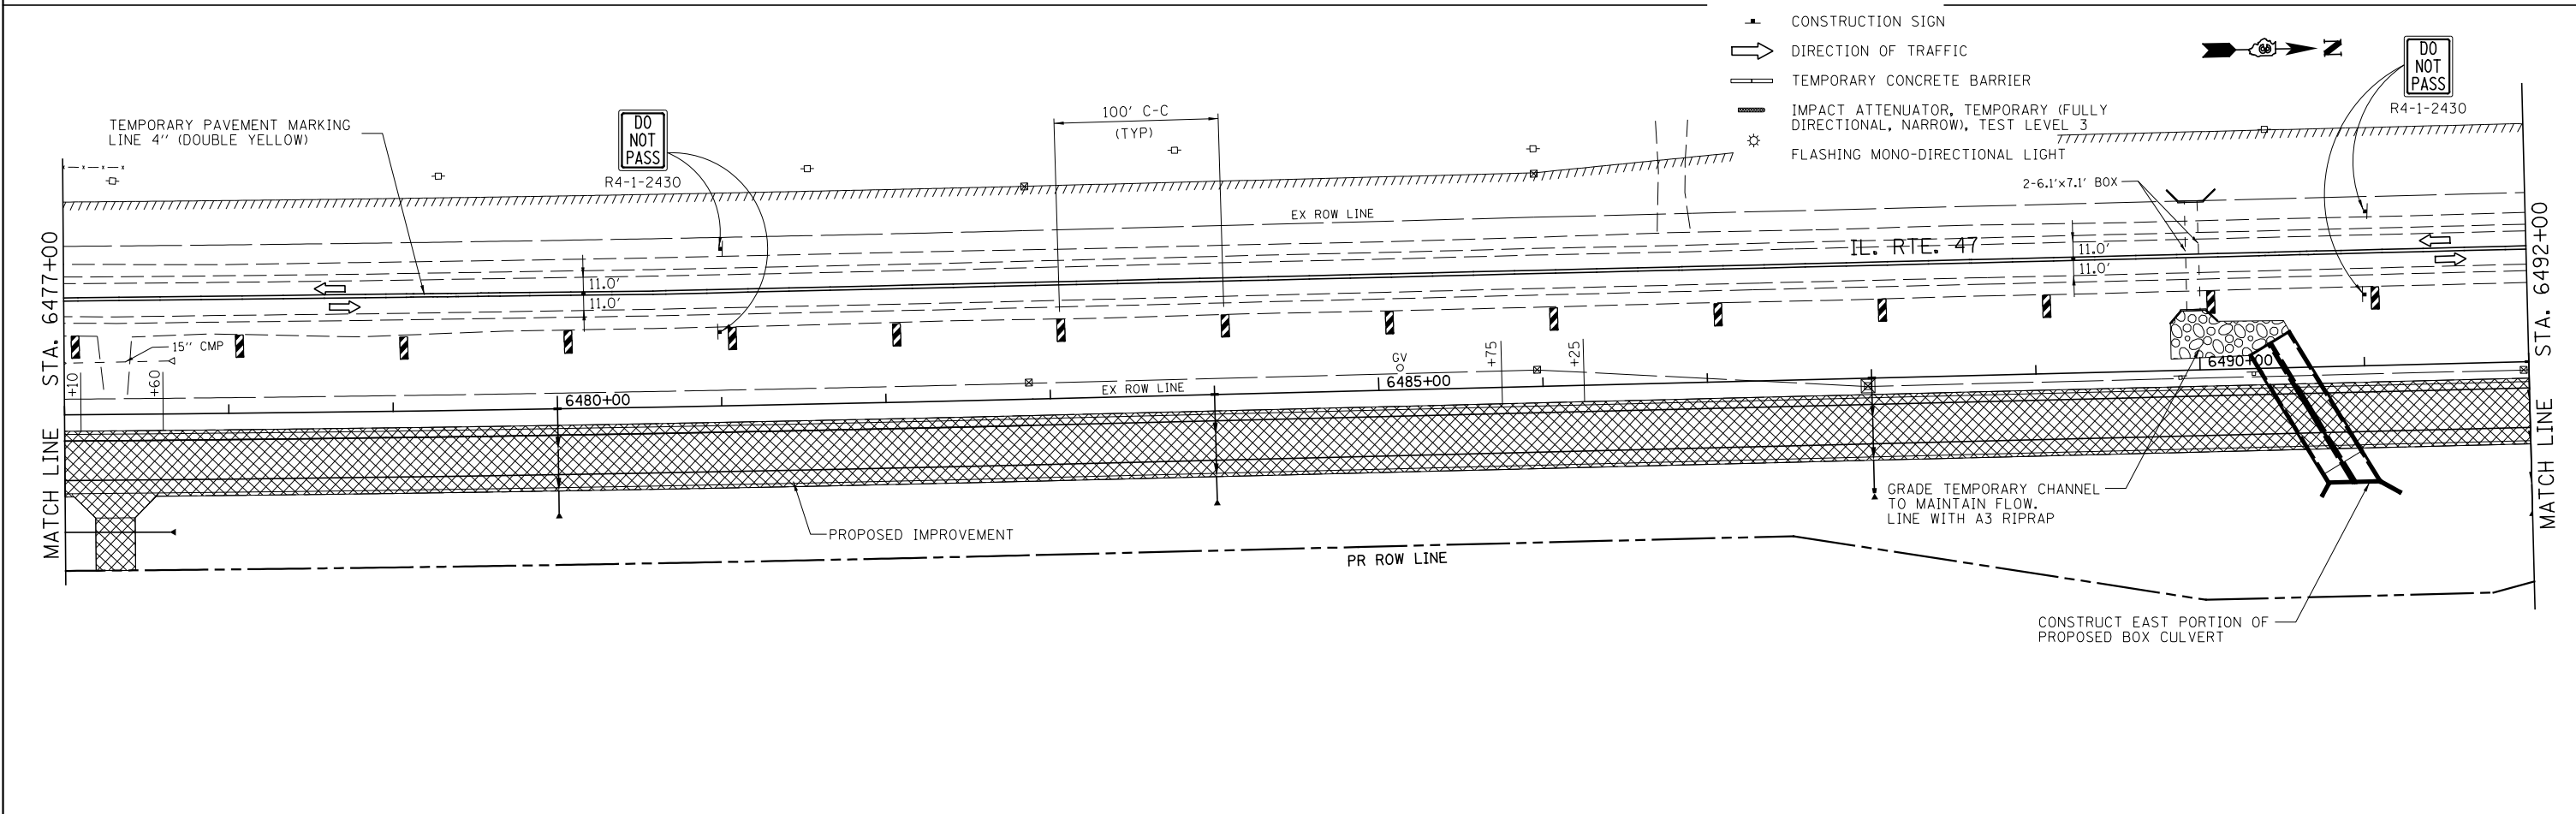 CONSTRUCTION SIGN
DIRECTION OF TRAFFIC
TEMPORARY CONCRETE BARRIER
IMPACT ATTENUATOR, TEMPORARY (FULLY
DIRECTIONAL, NARROW), TEST LEVEL 3
FLASHING MONO-DIRECTIONAL LIGHT
N
DO
NOT
PASS
R4-1-2430
TEMPORARY PAVEMENT MARKING
LINE 4" (DOUBLE YELLOW)
DO
NOT
PASS
R4-1-2430
100' C-C
(TYP)
2-6.1'x7.1' BOX
EX ROW LINE
IL. RTE. 47
11.0'
11.0'
11.0'
11.0'
MATCH LINE STA. 6477+00
MATCH LINE STA. 6492+00
15" CMP
+10
+60
GV
+75
+25
6480+00
EX ROW LINE
6485+00
6490+00
GRADE TEMPORARY CHANNEL
TO MAINTAIN FLOW.
LINE WITH A3 RIPRAP
PROPOSED IMPROVEMENT
PR ROW LINE
CONSTRUCT EAST PORTION OF
PROPOSED BOX CULVERT